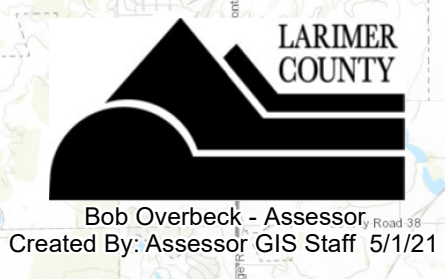 LARIMER
COUNTY
Bob Overbeck - Assessor
Road 38
Created By: Assessor GIS Staff 5/1/21